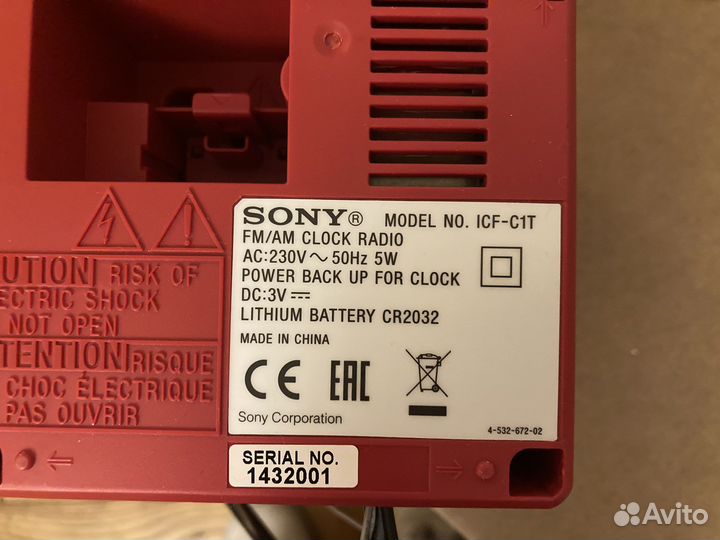 SONY® MODEL NO. ICF-C1T
FM/AM CLOCK RADIO
AC:230V ~ 50Hz 5W
POWER BACK UP FOR CLOCK
DC:3V ⎓
LITHIUM BATTERY CR2032
MADE IN CHINA
CE EAC
Sony Corporation
4-532-672-02
SERIAL NO.
1432001
UTION RISK OF
ECTRIC SHOCK
NOT OPEN
TENTION RISQUE
CHOC ÉLECTRIQUE
PAS OUVRIR
Avito